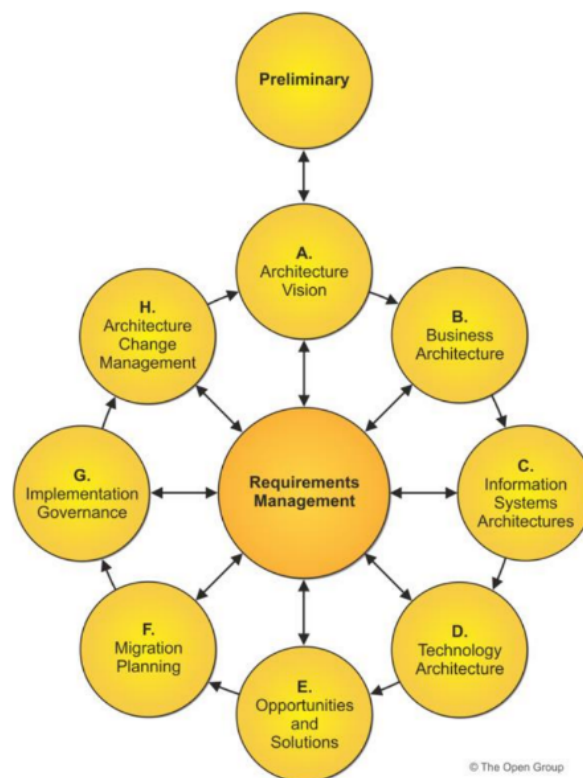 Preliminary
A.
Architecture
Vision
B.
Business
Architecture
C.
Information
Systems
Architectures
D.
Technology
Architecture
E.
Opportunities
and
Solutions
F.
Migration
Planning
G.
Implementation
Governance
H.
Architecture
Change
Management
Requirements
Management
© The Open Group